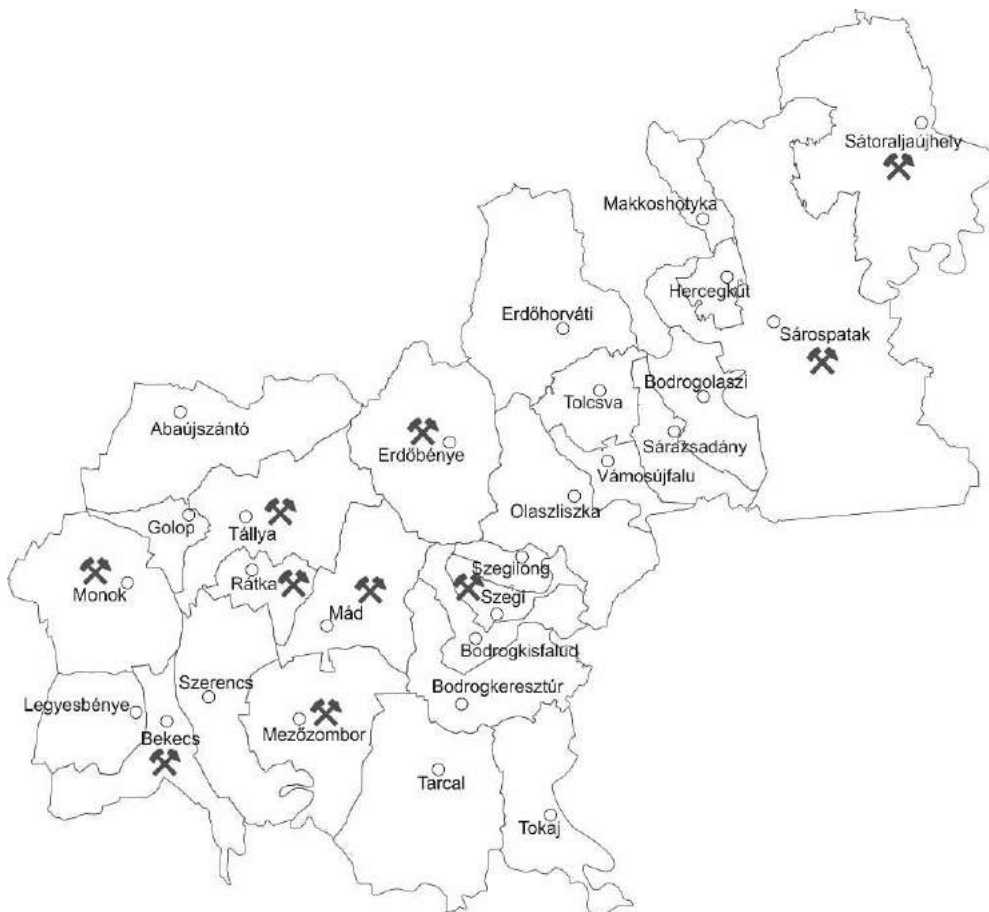 Sátoraljaújhely
Makkoshotyka
Hercegkút
Erdőhorváti
Sárospatak
Bodrogolaszi
Tolcsva
Abaújszántó
Sárazsadány
Erdőbénye
Vámosújfalu
Olaszliszka
Golop
Tállya
Szegilong
Rátka
Monok
Szegi
Mád
Bodrogkisfalud
Szerencs
Bodrogkeresztúr
Legyesbénye
Bekecs
Mezőzombor
Tarcal
Tokaj